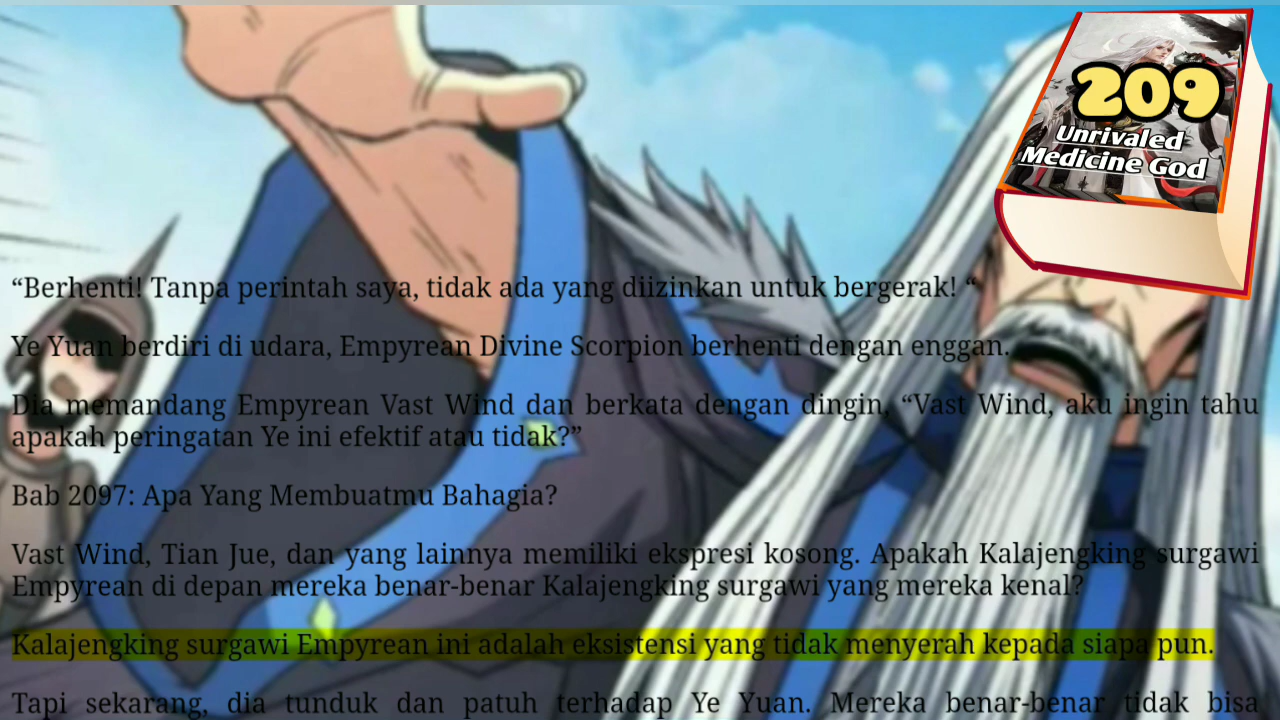 209
Unrivaled
Medicine God
“Berhenti! Tanpa perintah saya, tidak ada yang diizinkan untuk bergerak! “
Ye Yuan berdiri di udara, Empyrean Divine Scorpion berhenti dengan enggan.
Dia memandang Empyrean Vast Wind dan berkata dengan dingin, “Vast Wind, aku ingin tahu
apakah peringatan Ye ini efektif atau tidak?”
Bab 2097: Apa Yang Membuatmu Bahagia?
Vast Wind, Tian Jue, dan yang lainnya memiliki ekspresi kosong. Apakah Kalajengking surgawi
Empyrean di depan mereka benar-benar Kalajengking surgawi yang mereka kenal?
Kalajengking surgawi Empyrean ini adalah eksistensi yang tidak menyerah kepada siapa pun.
Tapi sekarang, dia tunduk dan patuh terhadap Ye Yuan. Mereka benar-benar tidak bisa